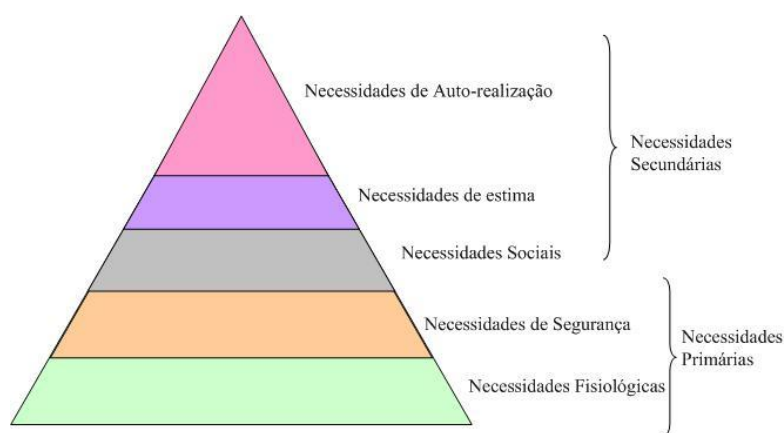 Necessidades de Auto-realização
Necessidades
Secundárias
Necessidades de estima
Necessidades Sociais
Necessidades de Segurança
Necessidades
Primárias
Necessidades Fisiológicas